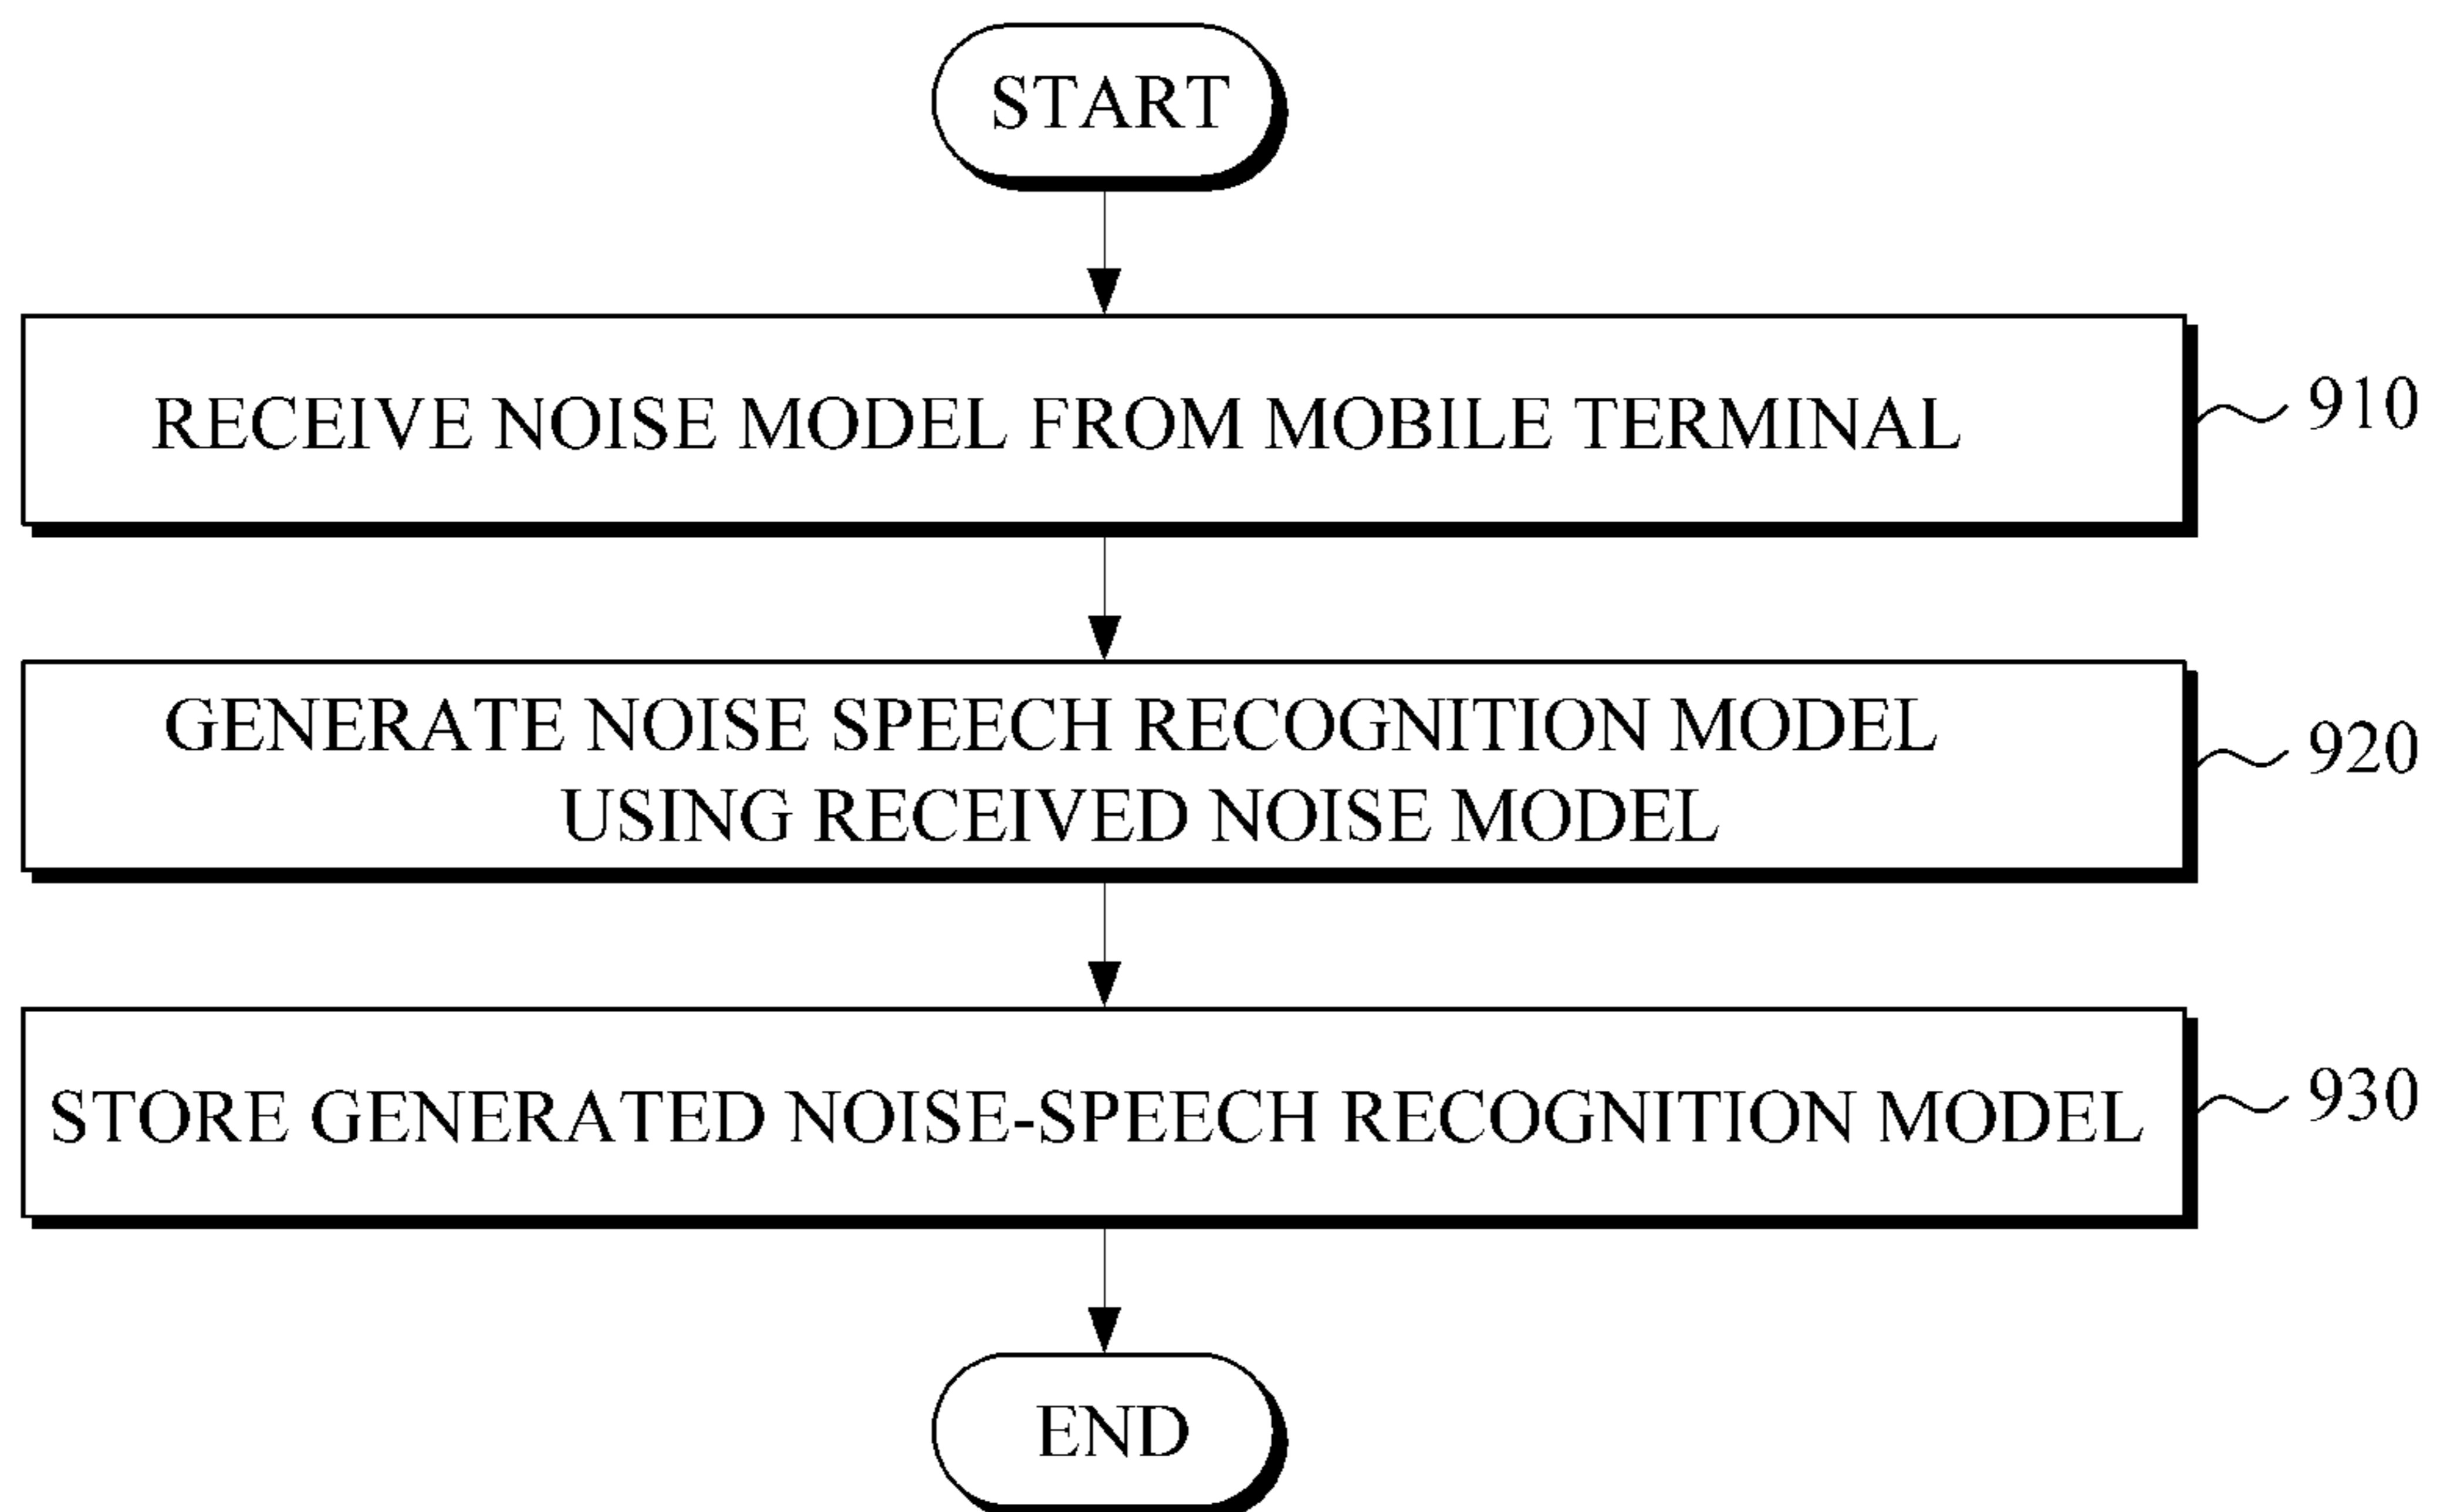 START
RECEIVE NOISE MODEL FROM MOBILE TERMINAL
910
GENERATE NOISE SPEECH RECOGNITION MODEL
USING RECEIVED NOISE MODEL
920
STORE GENERATED NOISE-SPEECH RECOGNITION MODEL
930
END